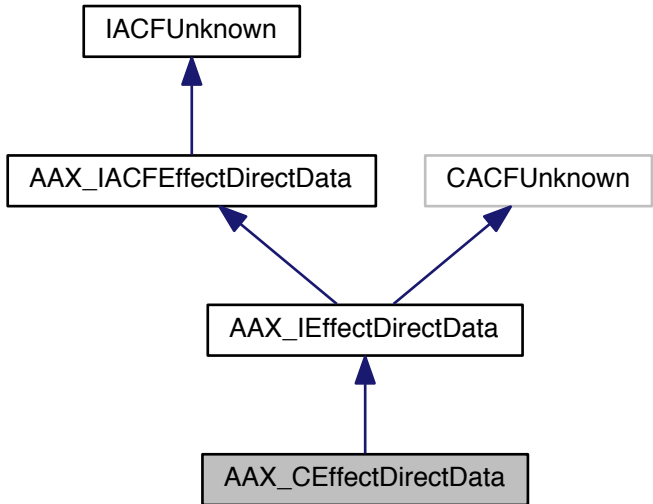 IACFUnknown
AAX_IACFEffectDirectData
CACFUnknown
AAX_IEffectDirectData
AAX_CEffectDirectData